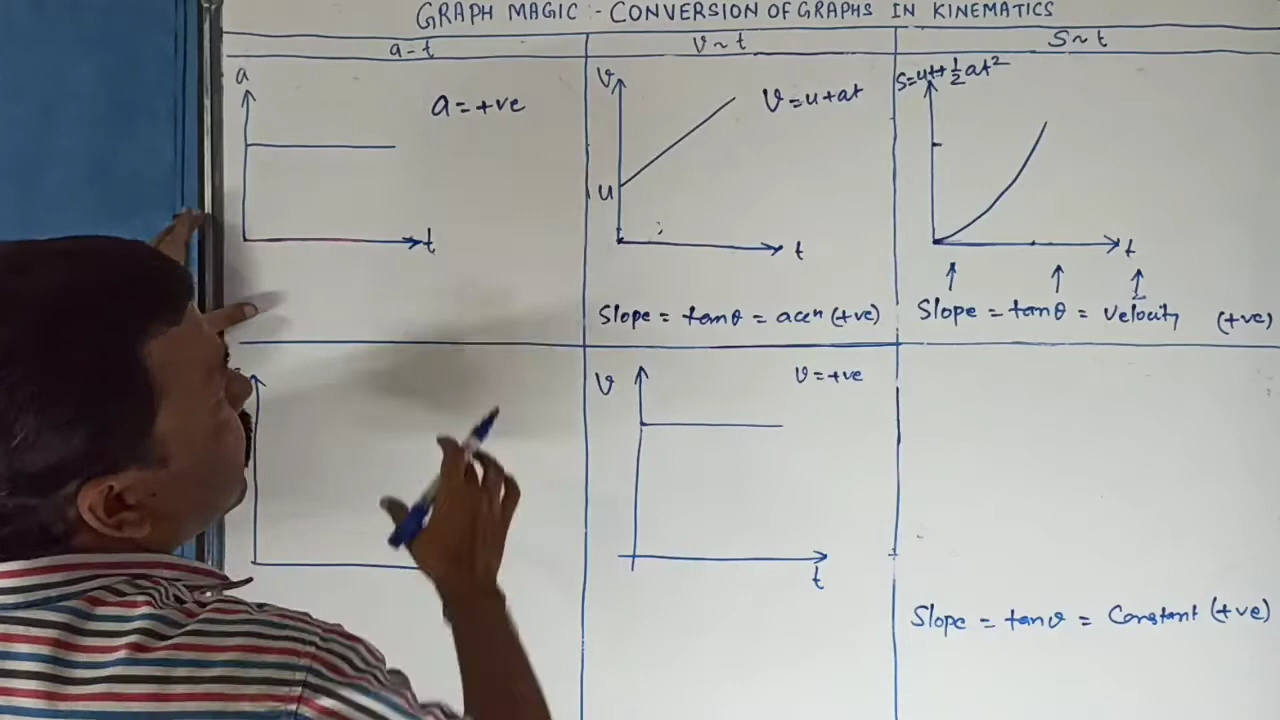 GRAPH MAGIC :- CONVERSION OF GRAPHS IN KINEMATICS
a-t
v~t
S~t
a
a=+ve
t
v
v=u+at
u
t
S=ut+½at²
t
Slope = tanθ = acc^n (+ve)
Slope = tanθ = velocity (+ve)
v
v=+ve
t
Slope = tanθ = Constant (+ve)